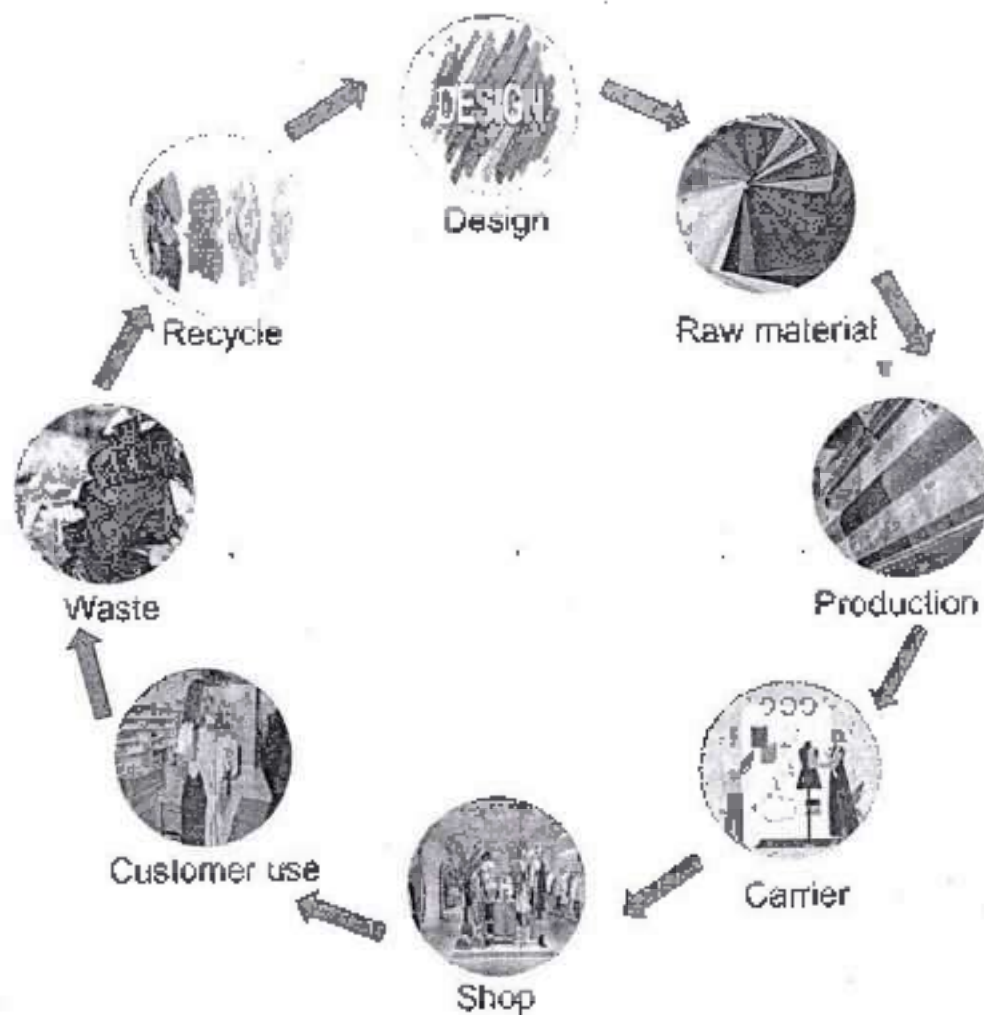 DESIGN
Design
Raw material
Production
Carrier
Shop
Customer use
Waste
Recycle